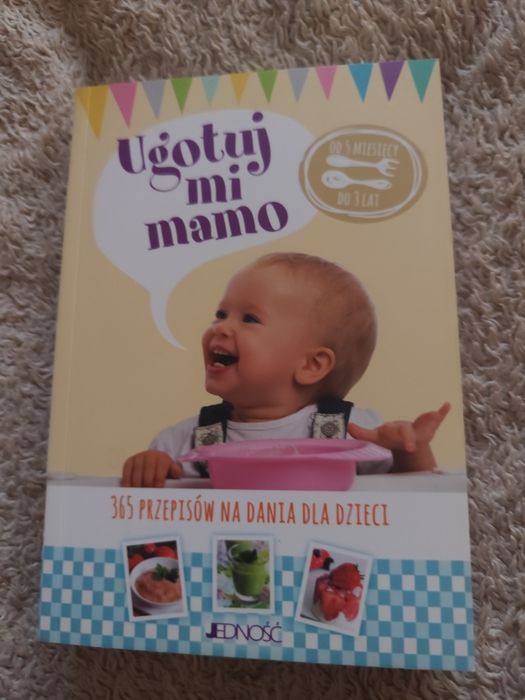 Ugotuj
mi
mamo
OD 5 MIESIĘCY
DO 3 LAT
365 PRZEPISÓW NA DANIA DLA DZIECI
JEDNOŚĆ